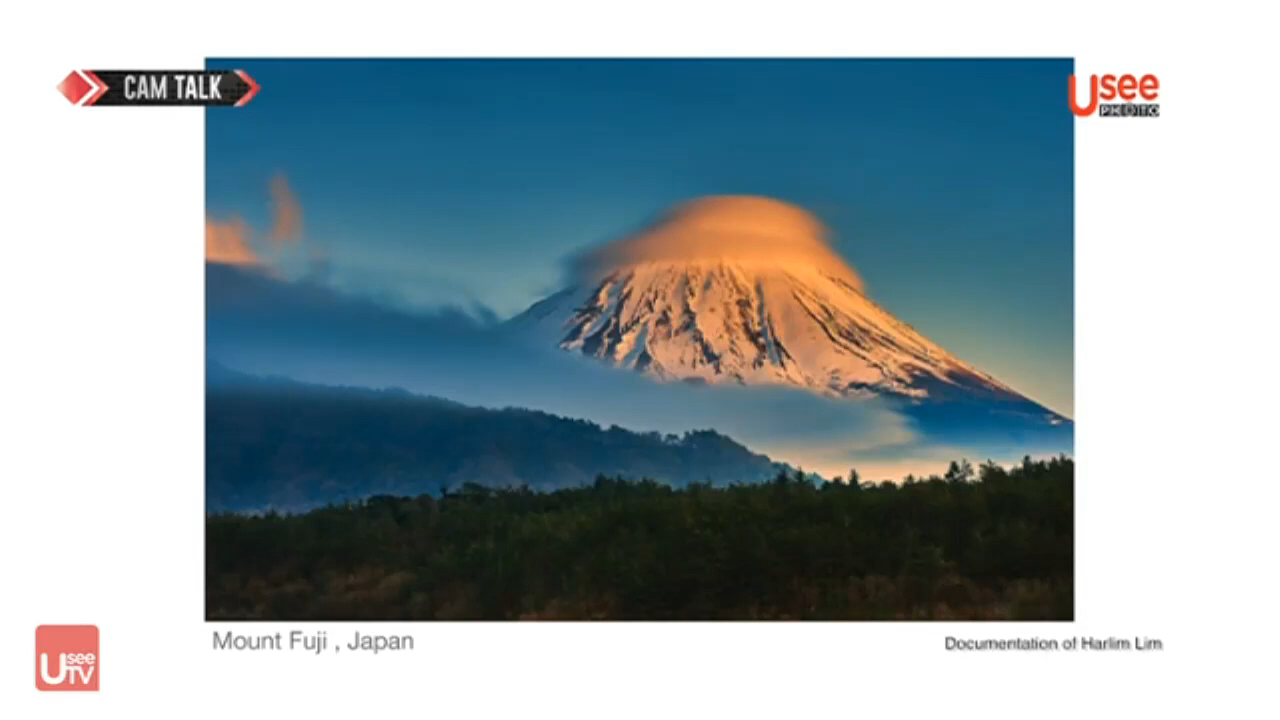 CAM TALK
Usee
PHOTO
Mount Fuji , Japan
Documentation of Harlim Lim
Usee
TV